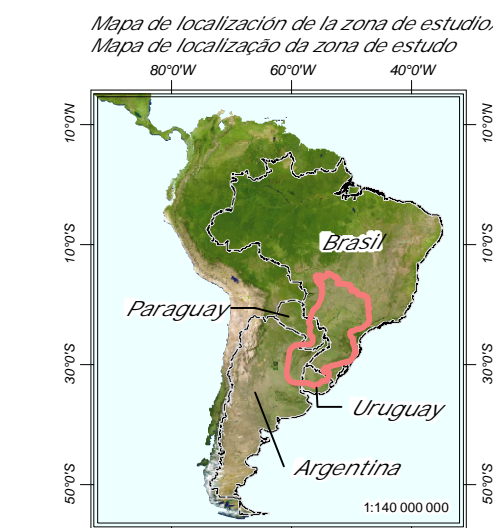 Mapa de localización de la zona de estudio/
Mapa de localização da zona de estudo
80°0'W 60°0'W 40°0'W
10°0'N 10°0'N
Brasil
10°0'S 10°0'S
Paraguay
30°0'S 30°0'S
Uruguay
Argentina
50°0'S 50°0'S
1:140 000 000